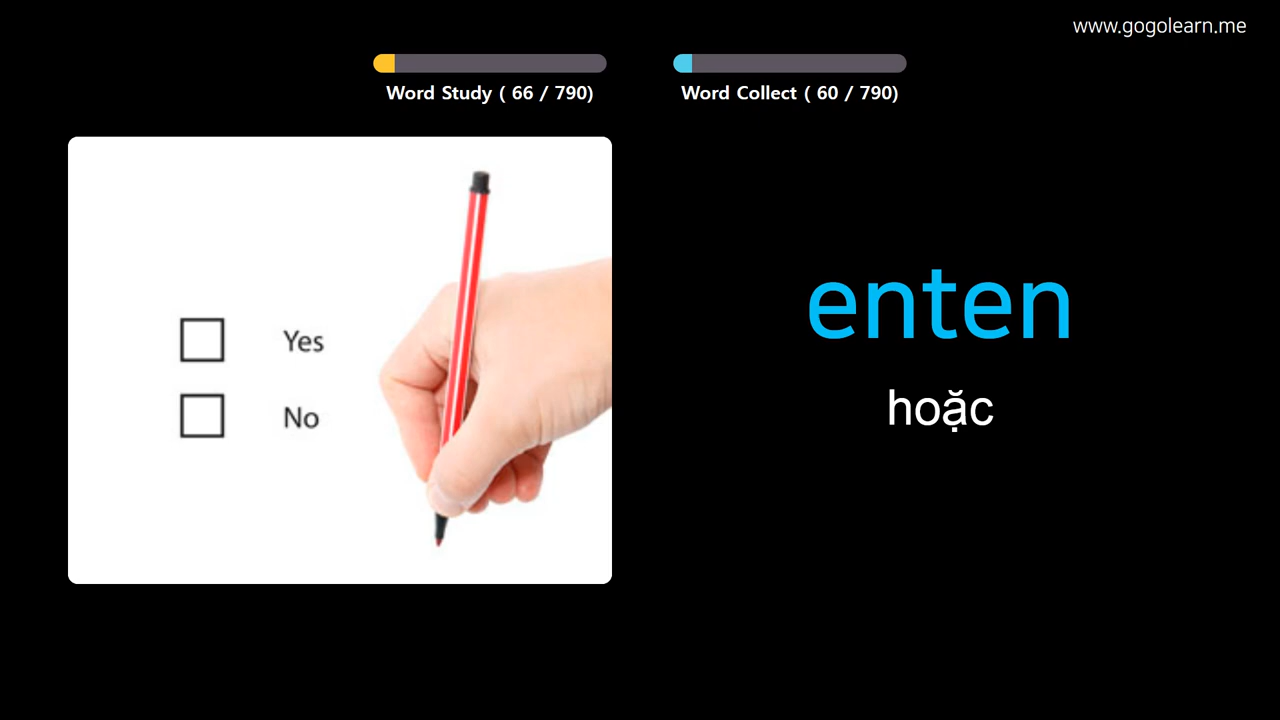 www.gogolearn.me
Word Study ( 66 / 790)
Word Collect ( 60 / 790)
Yes
No
enten
hoặc